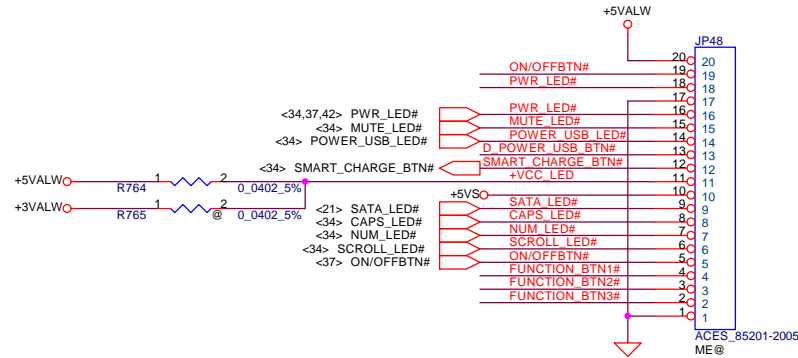 +5VALW
JP48
20 20
ON/OFFBTN# 19 19
PWR_LED# 18 18
17 17
<34,37,42> PWR_LED# PWR_LED# 16 16
<34> MUTE_LED# MUTE_LED# 15 15
<34> POWER_USB_LED# POWER_USB_LED# 14 14
D_POWER_USB_BTN# 13 13
<34> SMART_CHARGE_BTN# SMART_CHARGE_BTN# 12 12
+5VALW 1 2 +VCC_LED 11 11
R764 0_0402_5%
+5VS 10 10
+3VALW 1 2 <21> SATA_LED# SATA_LED# 9 9
R765 @ 0_0402_5%
<34> CAPS_LED# CAPS_LED# 8 8
<34> NUM_LED# NUM_LED# 7 7
<34> SCROLL_LED# SCROLL_LED# 6 6
<37> ON/OFFBTN# ON/OFFBTN# 5 5
FUNCTION_BTN1# 4 4
FUNCTION_BTN2# 3 3
FUNCTION_BTN3# 2 2
1 1
ACES_85201-2005
ME@